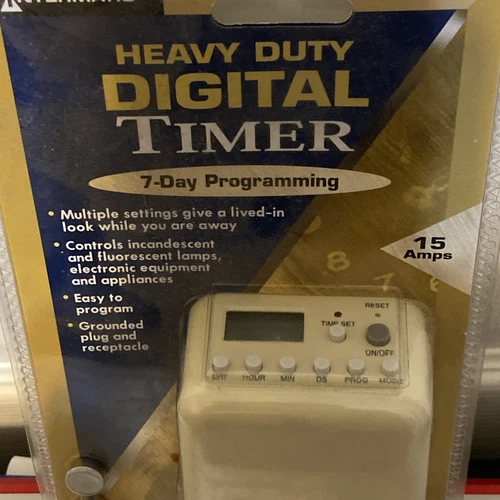 HEAVY DUTY
DIGITAL
TIMER
7-Day Programming
• Multiple settings give a lived-in
look while you are away
• Controls incandescent
and fluorescent lamps,
electronic equipment
and appliances
• Easy to
program
• Grounded
plug and
receptacle
15
Amps
8
7
RESET
TIME SET
ON/OFF
DAY HOUR MIN DS PROG MODE